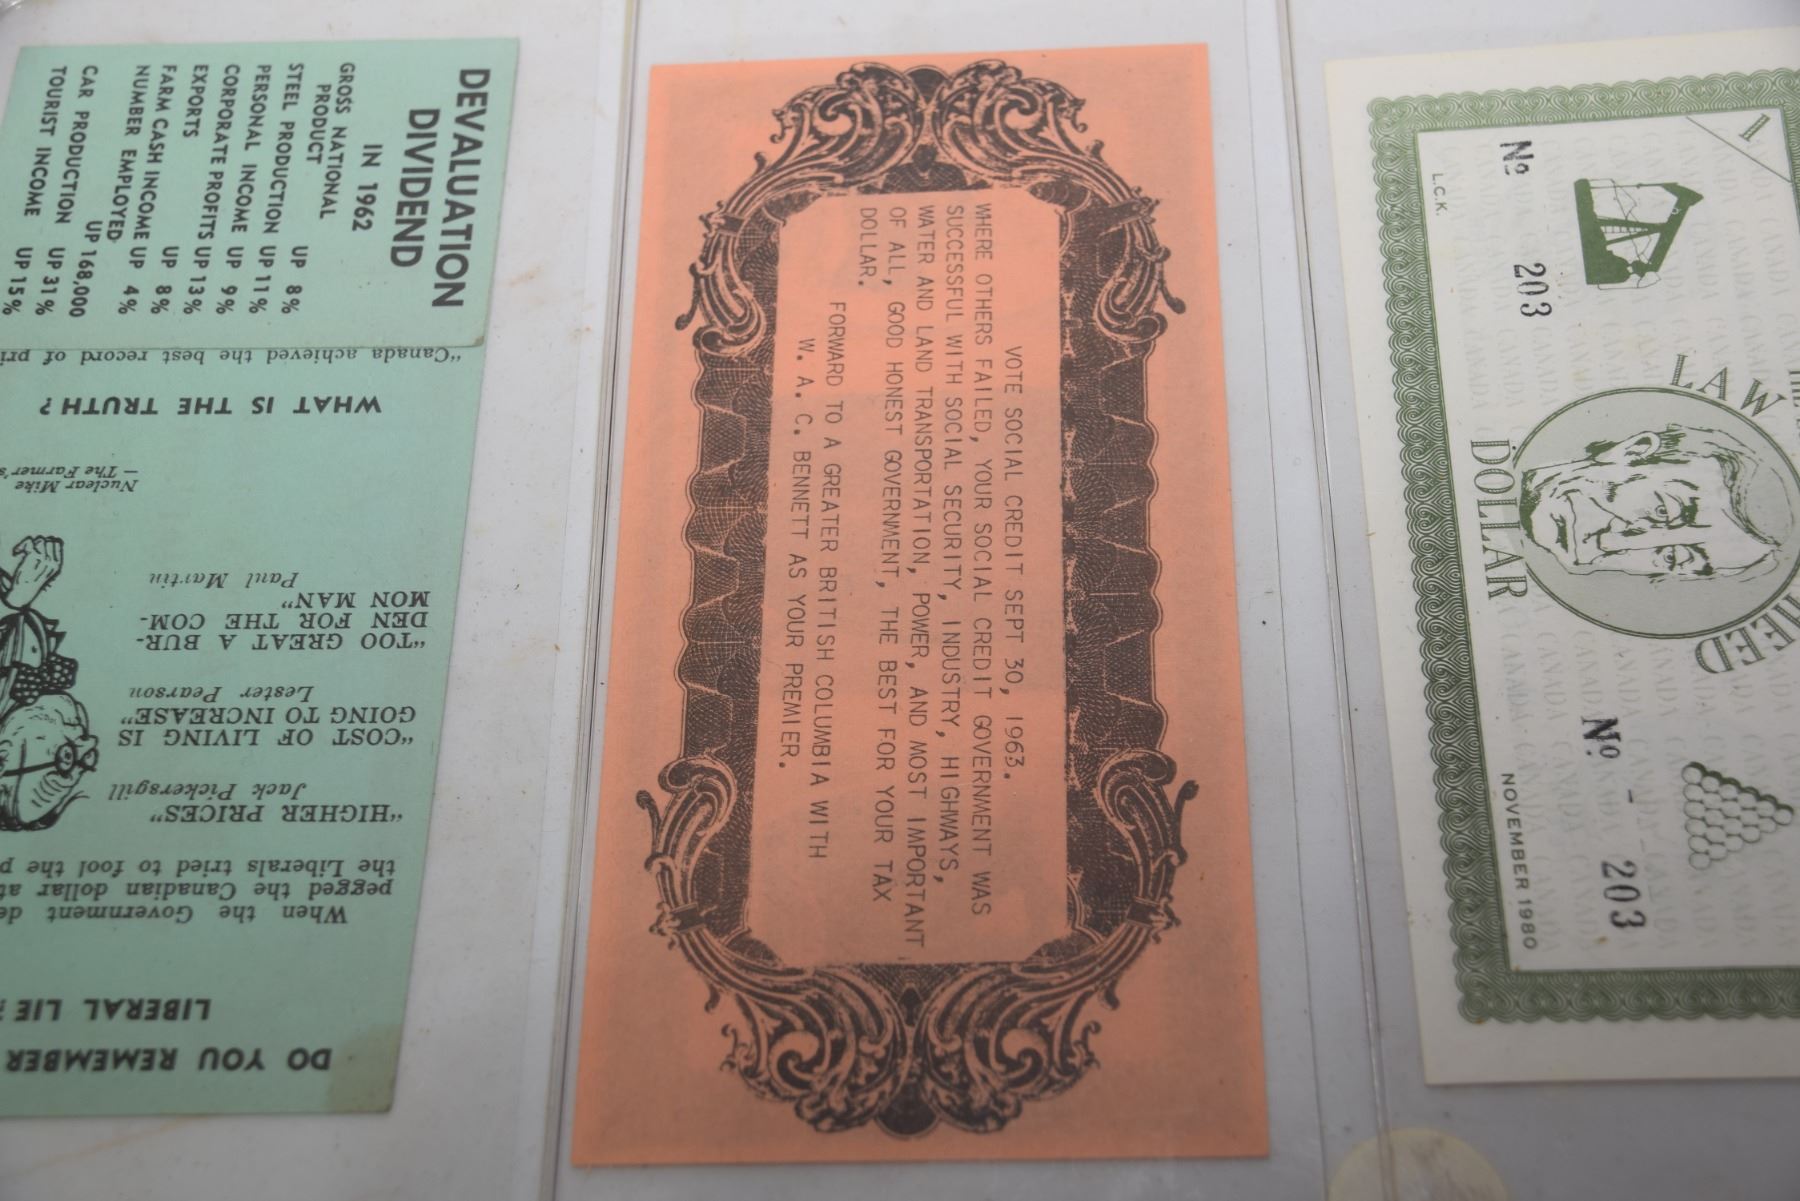 DEVALUATION
DIVIDEND
IN 1962
GROSS NATIONAL
PRODUCT UP 8%
STEEL PRODUCTION UP 11%
PERSONAL INCOME UP 9%
CORPORATE PROFITS UP 13%
EXPORTS UP 8%
FARM CASH INCOME UP 4%
NUMBER EMPLOYED
UP 168,000
CAR PRODUCTION UP 31%
TOURIST INCOME UP 15%
DO YOU REMEMBER
LIBERAL LIE
When the Government
pegged the Canadian dollar
the Liberals tried to fool the
"HIGHER PRICES"
Jack Pickersgill
"COST OF LIVING IS
GOING TO INCREASE"
Lester Pearson
"TOO GREAT A BUR-
DEN FOR THE COM-
MON MAN"
Paul Martin
Nuclear Mike
— The Farmer's
WHAT IS THE TRUTH?
"Canada achieved the best record of
VOTE SOCIAL CREDIT SEPT 30, 1963.
WHERE OTHERS FAILED, YOUR SOCIAL CREDIT GOVERNMENT WAS
SUCCESSFUL WITH SOCIAL SECURITY, INDUSTRY, HIGHWAYS,
WATER AND LAND TRANSPORTATION, POWER, AND MOST IMPORTANT
OF ALL, GOOD HONEST GOVERNMENT, THE BEST FOR YOUR TAX
DOLLAR.
FORWARD TO A GREATER BRITISH COLUMBIA WITH
W. A. C. BENNETT AS YOUR PREMIER.
1
THE
LAW HEED
DOLLAR
No 203
No - 203
L.C.K.
NOVEMBER 1980
CANADA CANADA CANADA